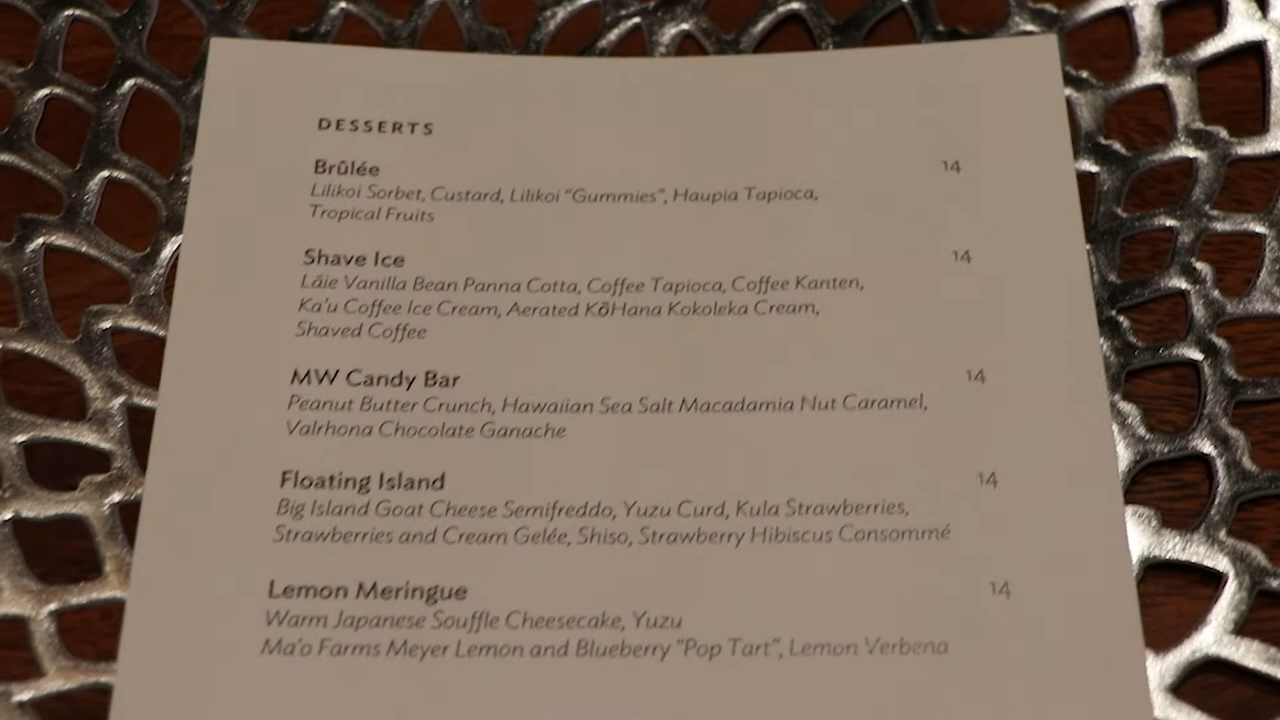 DESSERTS
Brûlée 14
Lilikoi Sorbet, Custard, Lilikoi "Gummies", Haupia Tapioca,
Tropical Fruits
Shave Ice 14
Lāie Vanilla Bean Panna Cotta, Coffee Tapioca, Coffee Kanten,
Ka'u Coffee Ice Cream, Aerated KōHana Kokoleka Cream,
Shaved Coffee
MW Candy Bar 14
Peanut Butter Crunch, Hawaiian Sea Salt Macadamia Nut Caramel,
Valrhona Chocolate Ganache
Floating Island 14
Big Island Goat Cheese Semifreddo, Yuzu Curd, Kula Strawberries,
Strawberries and Cream Gelée, Shiso, Strawberry Hibiscus Consommé
Lemon Meringue 14
Warm Japanese Souffle Cheesecake, Yuzu
Ma'o Farms Meyer Lemon and Blueberry "Pop Tart", Lemon Verbena